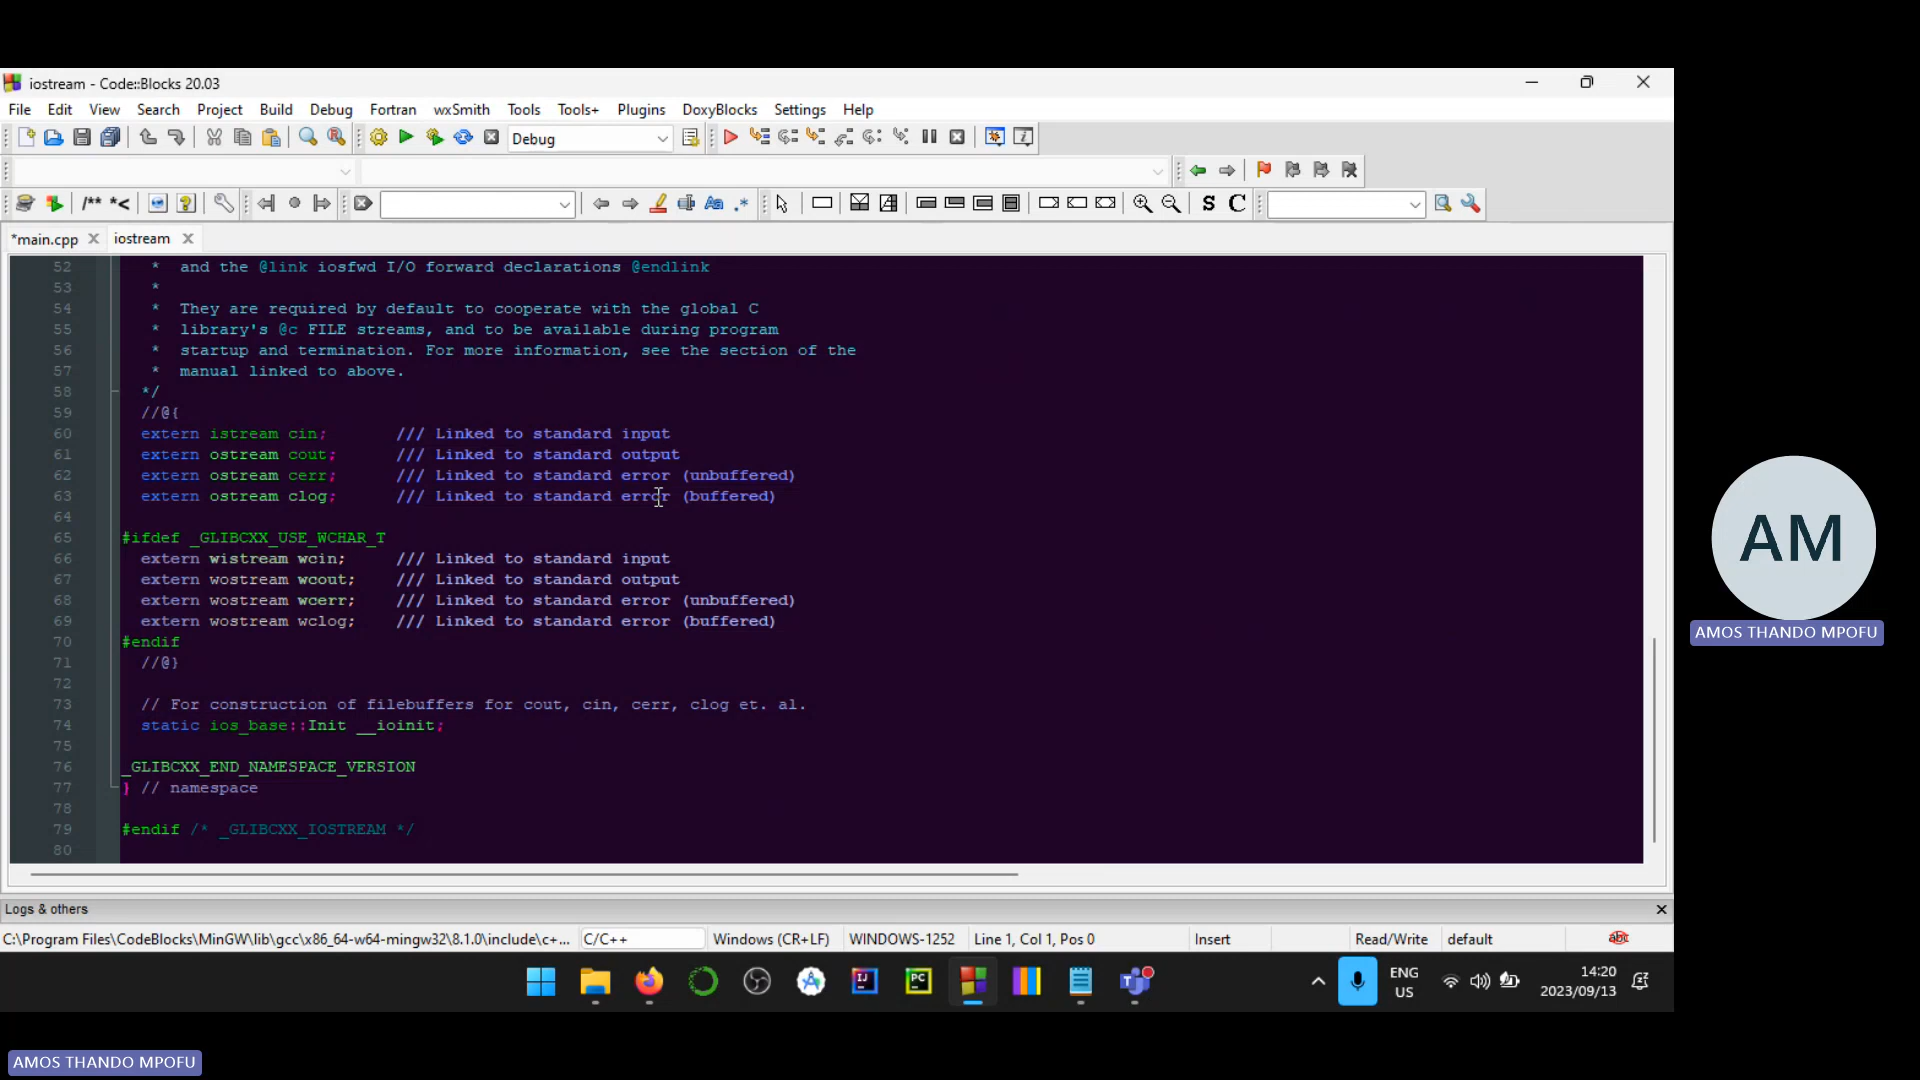 iostream - Code::Blocks 20.03
File Edit View Search Project Build Debug Fortran wxSmith Tools Tools+ Plugins DoxyBlocks Settings Help
Debug
/** *< Aa .* S C
*main.cpp iostream
52 * and the @link iosfwd I/O forward declarations @endlink
53 *
54 * They are required by default to cooperate with the global C
55 * library's @c FILE streams, and to be available during program
56 * startup and termination. For more information, see the section of the
57 * manual linked to above.
58 */
59 //@{
60 extern istream cin; /// Linked to standard input
61 extern ostream cout; /// Linked to standard output
62 extern ostream cerr; /// Linked to standard error (unbuffered)
63 extern ostream clog; /// Linked to standard error (buffered)
64
65 #ifdef _GLIBCXX_USE_WCHAR_T
66 extern wistream wcin; /// Linked to standard input
67 extern wostream wcout; /// Linked to standard output
68 extern wostream wcerr; /// Linked to standard error (unbuffered)
69 extern wostream wclog; /// Linked to standard error (buffered)
70 #endif
71 //@}
72
73 // For construction of filebuffers for cout, cin, cerr, clog et. al.
74 static ios_base::Init __ioinit;
75
76 _GLIBCXX_END_NAMESPACE_VERSION
77 } // namespace
78
79 #endif /* _GLIBCXX_IOSTREAM */
80
Logs & others
C:\Program Files\CodeBlocks\MinGW\lib\gcc\x86_64-w64-mingw32\8.1.0\include\c+... C/C++ Windows (CR+LF) WINDOWS-1252 Line 1, Col 1, Pos 0 Insert Read/Write default abc
IJ PC T ENG US 14:20 2023/09/13
AM
AMOS THANDO MPOFU
AMOS THANDO MPOFU